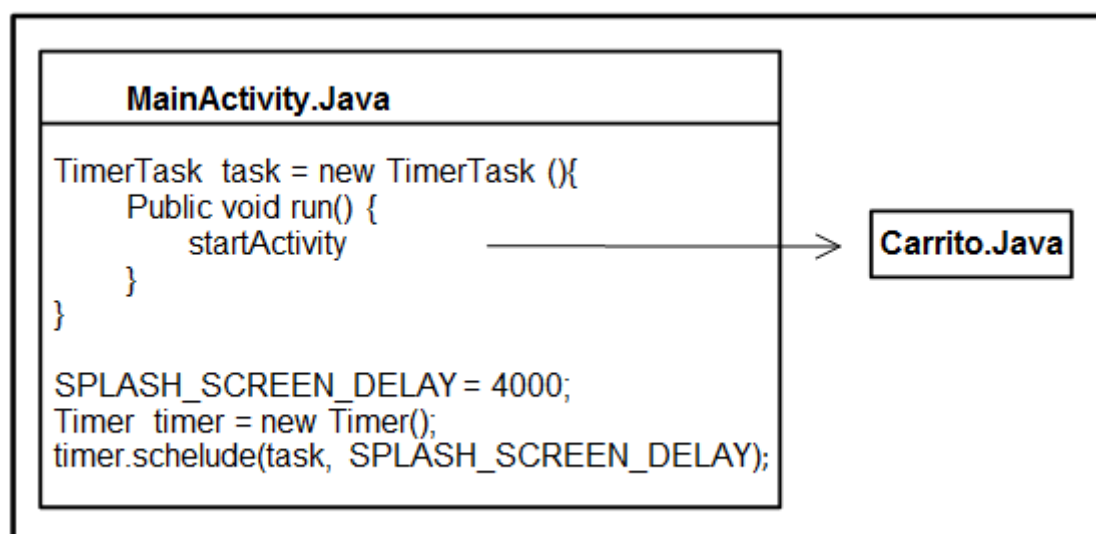 MainActivity.Java
TimerTask task = new TimerTask (){
Public void run() {
startActivity
}
}
SPLASH_SCREEN_DELAY = 4000;
Timer timer = new Timer();
timer.schelude(task, SPLASH_SCREEN_DELAY);
Carrito.Java